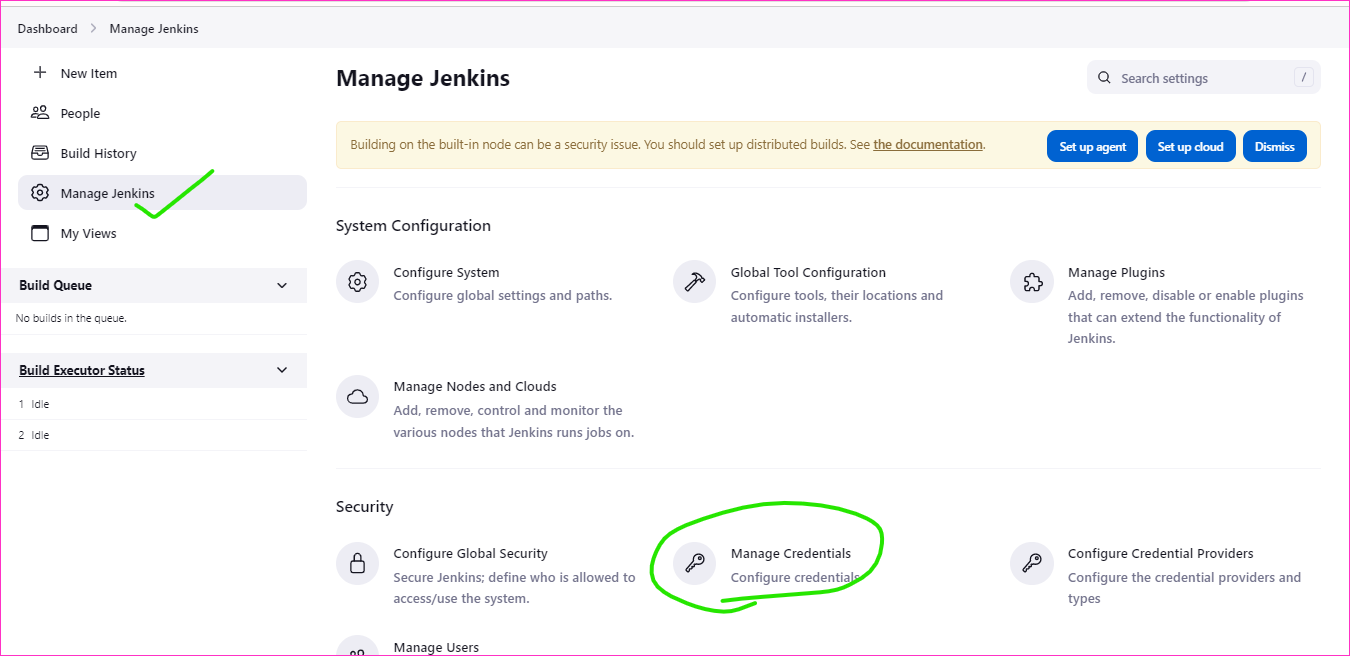 Dashboard > Manage Jenkins
New Item
People
Build History
Manage Jenkins
My Views
Build Queue
No builds in the queue.
Build Executor Status
1 Idle
2 Idle
Manage Jenkins
Search settings /
Building on the built-in node can be a security issue. You should set up distributed builds. See the documentation.
Set up agent
Set up cloud
Dismiss
System Configuration
Configure System
Configure global settings and paths.
Global Tool Configuration
Configure tools, their locations and
automatic installers.
Manage Plugins
Add, remove, disable or enable plugins
that can extend the functionality of
Jenkins.
Manage Nodes and Clouds
Add, remove, control and monitor the
various nodes that Jenkins runs jobs on.
Security
Configure Global Security
Secure Jenkins; define who is allowed to
access/use the system.
Manage Credentials
Configure credentials
Configure Credential Providers
Configure the credential providers and
types
Manage Users